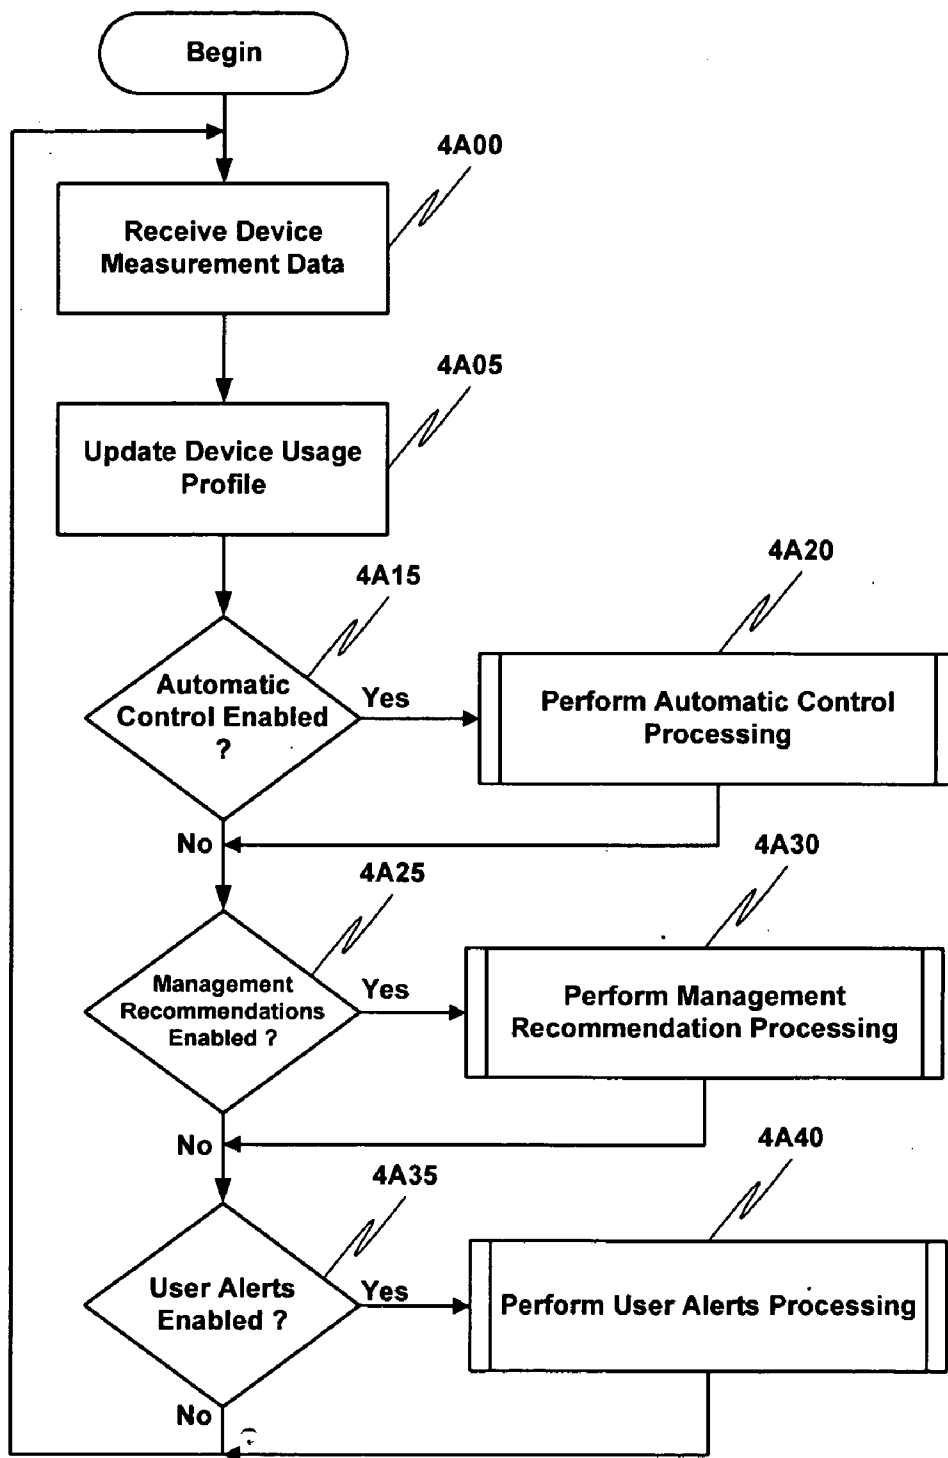 Begin
4A00
Receive Device
Measurement Data
4A05
Update Device Usage
Profile
4A15
4A20
Automatic
Control Enabled
?
Yes
Perform Automatic Control
Processing
No
4A25
4A30
Management
Recommendations
Enabled ?
Yes
Perform Management
Recommendation Processing
No
4A35
4A40
User Alerts
Enabled ?
Yes
Perform User Alerts Processing
No